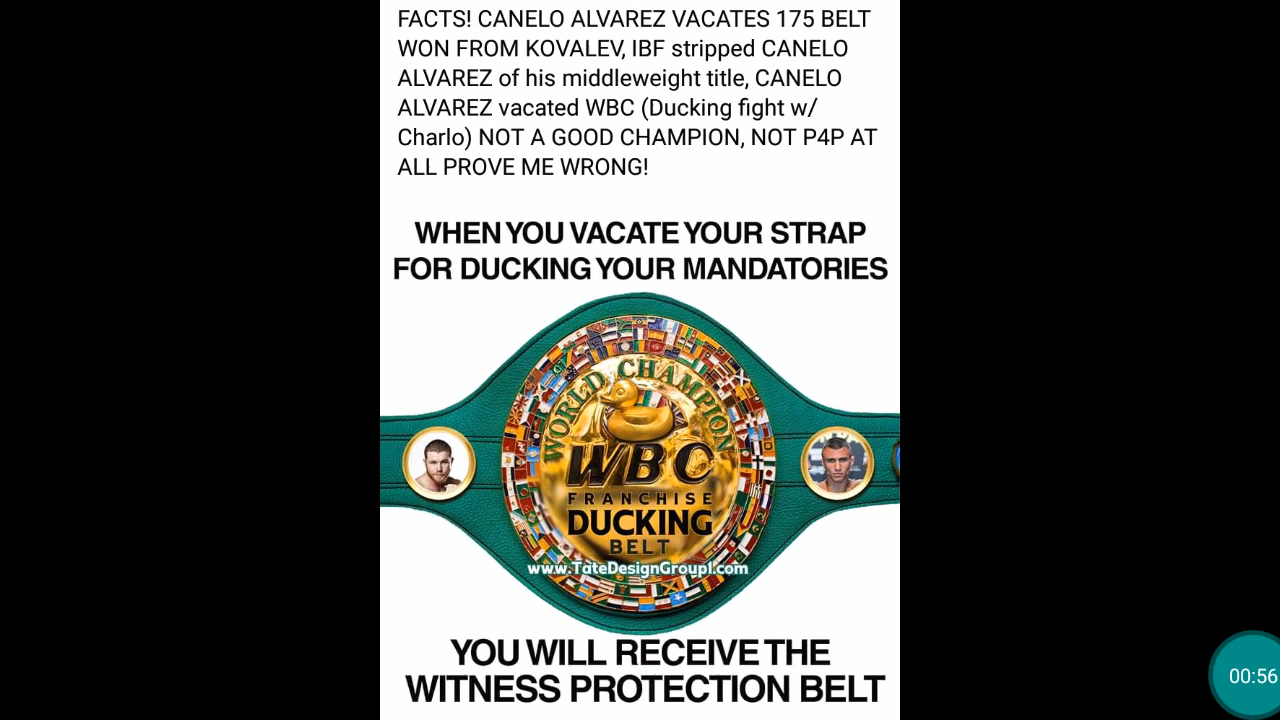 FACTS! CANELO ALVAREZ VACATES 175 BELT
WON FROM KOVALEV, IBF stripped CANELO
ALVAREZ of his middleweight title, CANELO
ALVAREZ vacated WBC (Ducking fight w/
Charlo) NOT A GOOD CHAMPION, NOT P4P AT
ALL PROVE ME WRONG!
WHEN YOU VACATE YOUR STRAP
FOR DUCKING YOUR MANDATORIES
WORLD CHAMPION
WBC
FRANCHISE
DUCKING
BELT
www.TateDesignGroup1.com
YOU WILL RECEIVE THE
WITNESS PROTECTION BELT
00:56